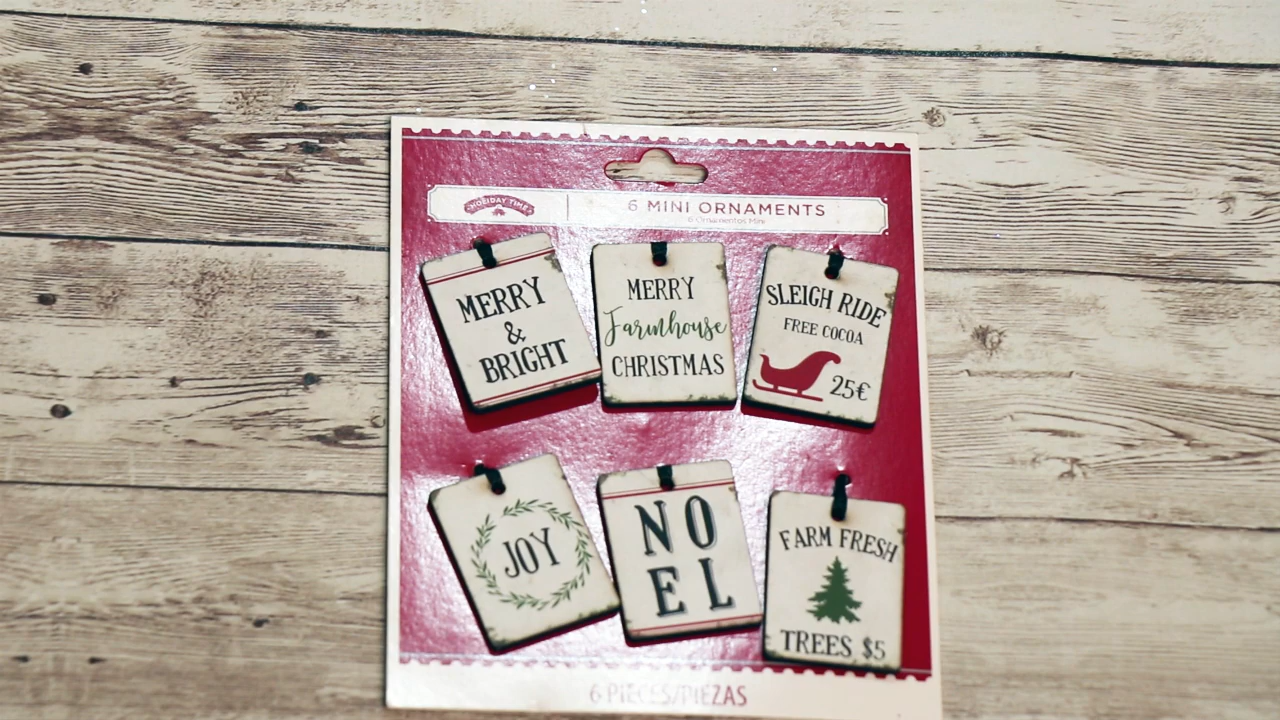 HOLIDAY TIME
6 MINI ORNAMENTS
6 Ornamentos Mini
MERRY
&
BRIGHT
MERRY
Farmhouse
CHRISTMAS
SLEIGH RIDE
FREE COCOA
25€
JOY
NO
EL
FARM FRESH
TREES $5
6 PIECES/PIEZAS